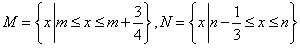 M = { x | m ≤ x ≤ m + 3/4 }, N = { x | n − 1/3 ≤ x ≤ n }